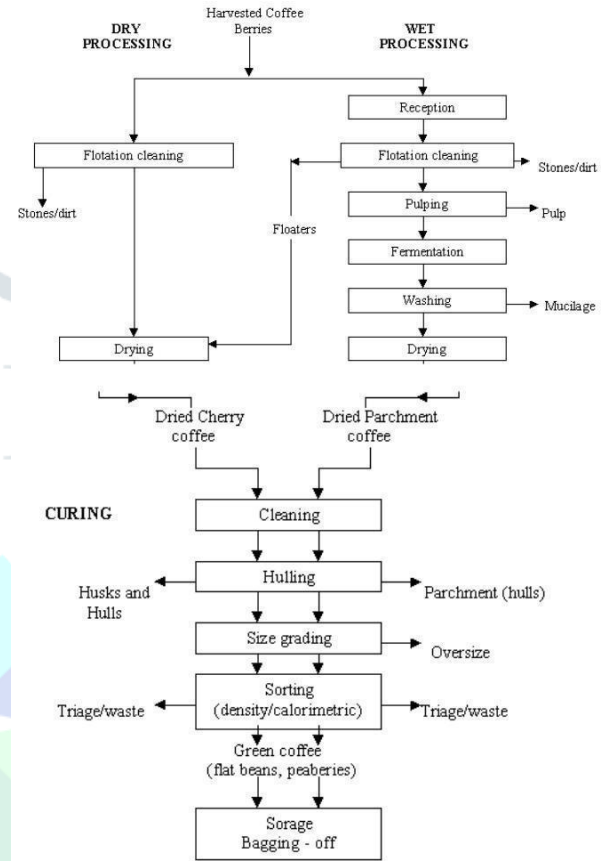 Harvested Coffee
Berries
DRY
PROCESSING
WET
PROCESSING
Reception
Flotation cleaning
Flotation cleaning
Stones/dirt
Stones/dirt
Pulping
Pulp
Floaters
Fermentation
Washing
Mucilage
Drying
Drying
Dried Cherry
coffee
Dried Parchment
coffee
CURING
Cleaning
Hulling
Husks and
Hulls
Parchment (hulls)
Size grading
Oversize
Sorting
(density/calorimetric)
Triage/waste
Triage/waste
Green coffee
(flat beans, peaberies)
Sorage
Bagging - off